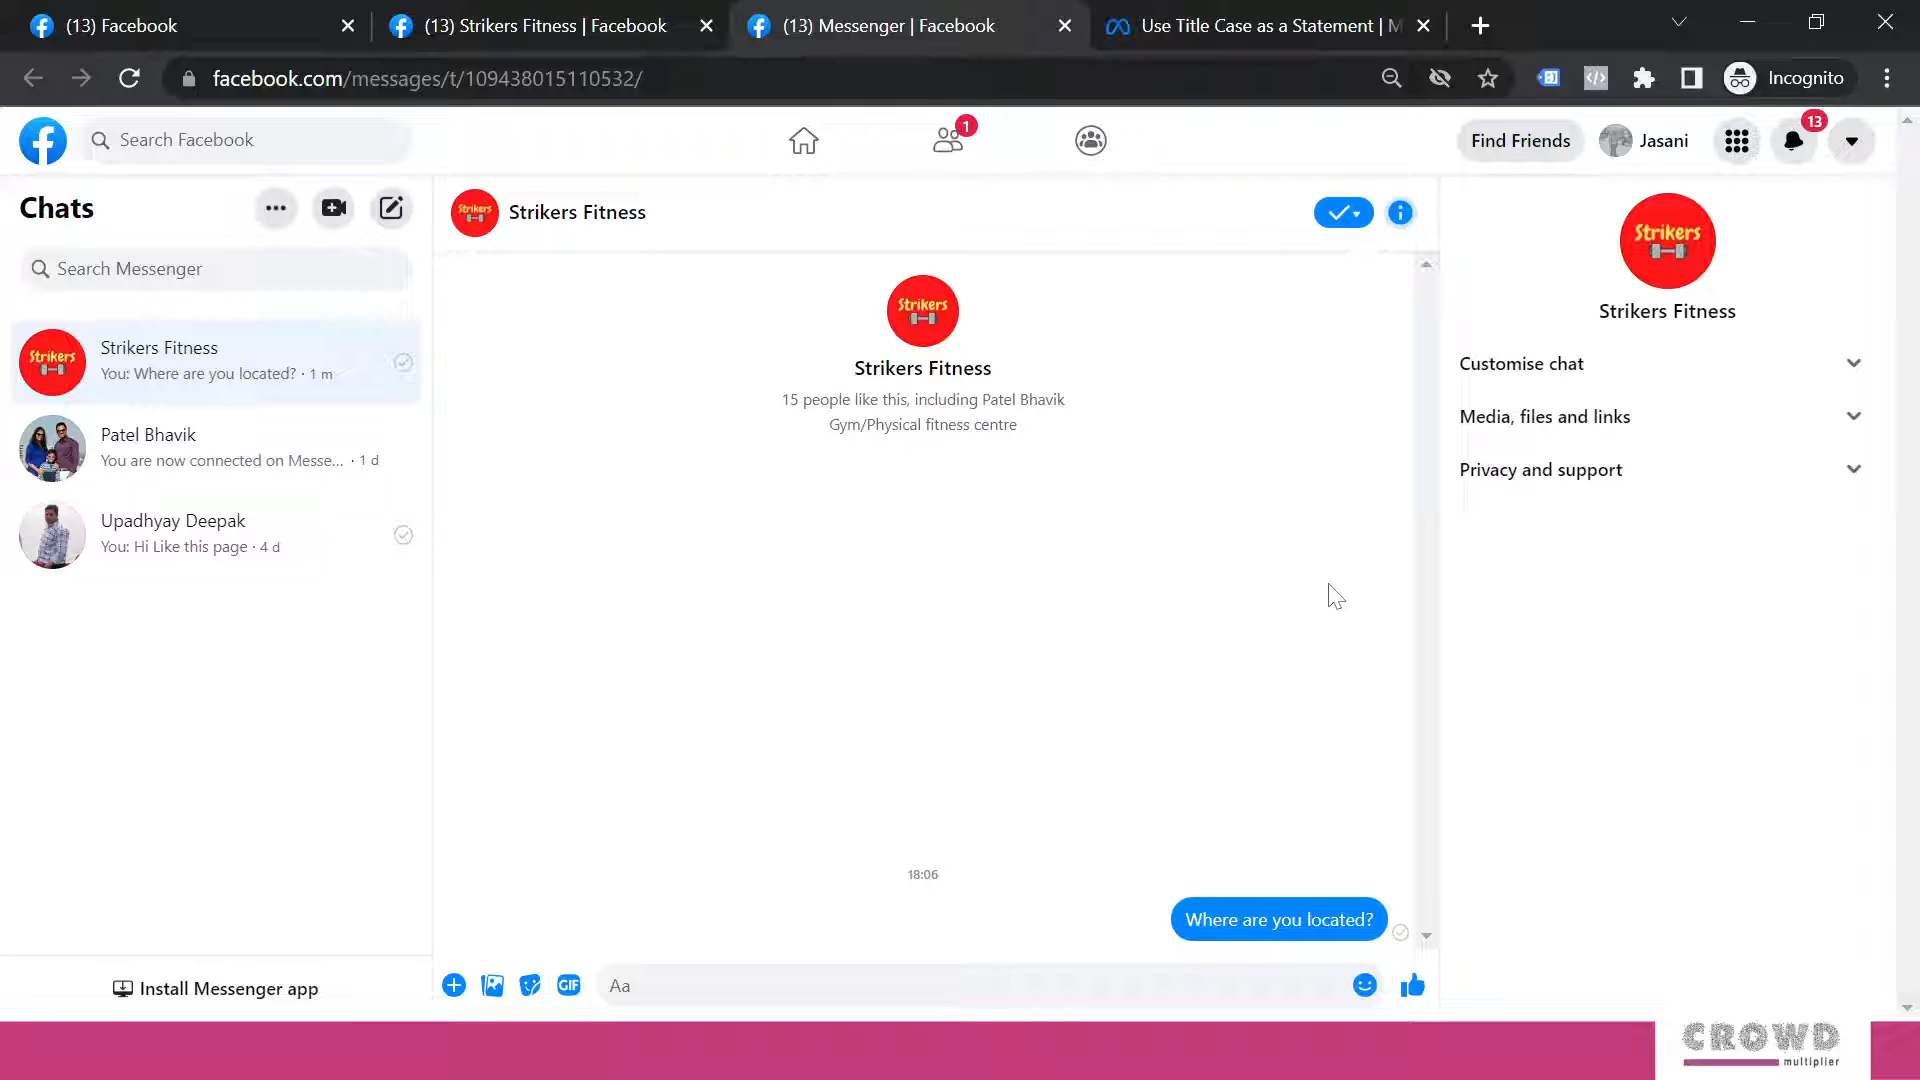 (13) Facebook
(13) Strikers Fitness | Facebook
(13) Messenger | Facebook
Use Title Case as a Statement | M
facebook.com/messages/t/109438015110532/
Incognito
Search Facebook
1
Find Friends
Jasani
13
Chats
Search Messenger
Strikers
Strikers Fitness
You: Where are you located? · 1 m
Patel Bhavik
You are now connected on Messe... · 1 d
Upadhyay Deepak
You: Hi Like this page · 4 d
Install Messenger app
Strikers
Strikers Fitness
Strikers
Strikers Fitness
15 people like this, including Patel Bhavik
Gym/Physical fitness centre
18:06
Where are you located?
GIF
Aa
Strikers
Strikers Fitness
Customise chat
Media, files and links
Privacy and support
CROWD
multiplier